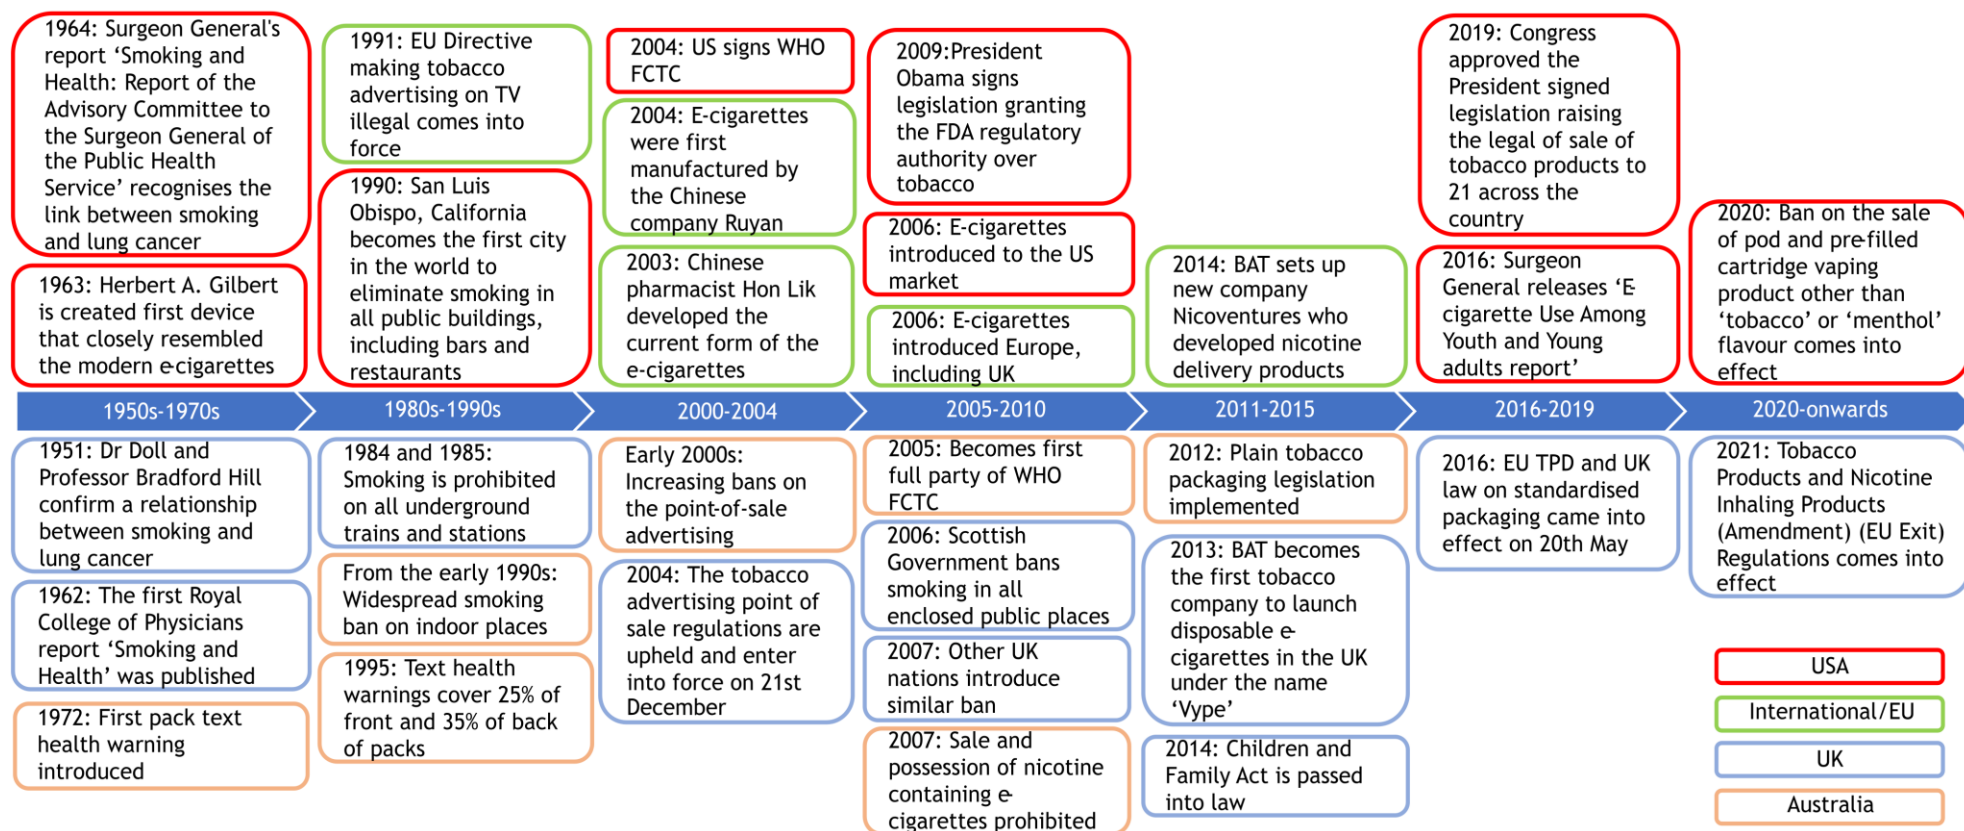 1964: Surgeon General's
report ‘Smoking and
Health: Report of the
Advisory Committee to
the Surgeon General of
the Public Health
Service’ recognises the
link between smoking
and lung cancer
1963: Herbert A. Gilbert
is created first device
that closely resembled
the modern e-cigarettes
1991: EU Directive
making tobacco
advertising on TV
illegal comes into
force
1990: San Luis
Obispo, California
becomes the first city
in the world to
eliminate smoking in
all public buildings,
including bars and
restaurants
2004: US signs WHO
FCTC
2004: E-cigarettes
were first
manufactured by
the Chinese
company Ruyan
2003: Chinese
pharmacist Hon Lik
developed the
current form of the
e-cigarettes
2009:President
Obama signs
legislation granting
the FDA regulatory
authority over
tobacco
2006: E-cigarettes
introduced to the US
market
2006: E-cigarettes
introduced Europe,
including UK
2014: BAT sets up
new company
Nicoventures who
developed nicotine
delivery products
2019: Congress
approved the
President signed
legislation raising
the legal of sale of
tobacco products to
21 across the
country
2016: Surgeon
General releases ‘E-
cigarette Use Among
Youth and Young
adults report’
2020: Ban on the sale
of pod and pre-filled
cartridge vaping
product other than
‘tobacco’ or ‘menthol’
flavour comes into
effect
1950s-1970s
1980s-1990s
2000-2004
2005-2010
2011-2015
2016-2019
2020-onwards
1951: Dr Doll and
Professor Bradford Hill
confirm a relationship
between smoking and
lung cancer
1962: The first Royal
College of Physicians
report ‘Smoking and
Health’ was published
1972: First pack text
health warning
introduced
1984 and 1985:
Smoking is prohibited
on all underground
trains and stations
From the early 1990s:
Widespread smoking
ban on indoor places
1995: Text health
warnings cover 25% of
front and 35% of back
of packs
Early 2000s:
Increasing bans on
the point-of-sale
advertising
2004: The tobacco
advertising point of
sale regulations are
upheld and enter
into force on 21st
December
2005: Becomes first
full party of WHO
FCTC
2006: Scottish
Government bans
smoking in all
enclosed public places
2007: Other UK
nations introduce
similar ban
2007: Sale and
possession of nicotine
containing e-
cigarettes prohibited
2012: Plain tobacco
packaging legislation
implemented
2013: BAT becomes
the first tobacco
company to launch
disposable e-
cigarettes in the UK
under the name
‘Vype’
2014: Children and
Family Act is passed
into law
2016: EU TPD and UK
law on standardised
packaging came into
effect on 20th May
2021: Tobacco
Products and Nicotine
Inhaling Products
(Amendment) (EU Exit)
Regulations comes into
effect
USA
International/EU
UK
Australia